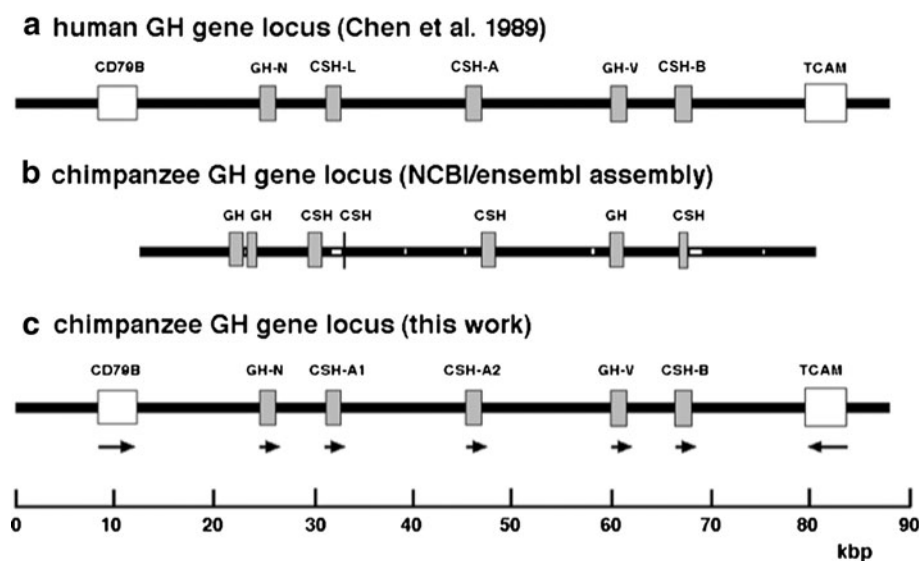 a human GH gene locus (Chen et al. 1989)
CD79B GH-N CSH-L CSH-A GH-V CSH-B TCAM
b chimpanzee GH gene locus (NCBI/ensembl assembly)
GH GH CSH CSH CSH GH CSH
c chimpanzee GH gene locus (this work)
CD79B GH-N CSH-A1 CSH-A2 GH-V CSH-B TCAM
0 10 20 30 40 50 60 70 80 90
kbp